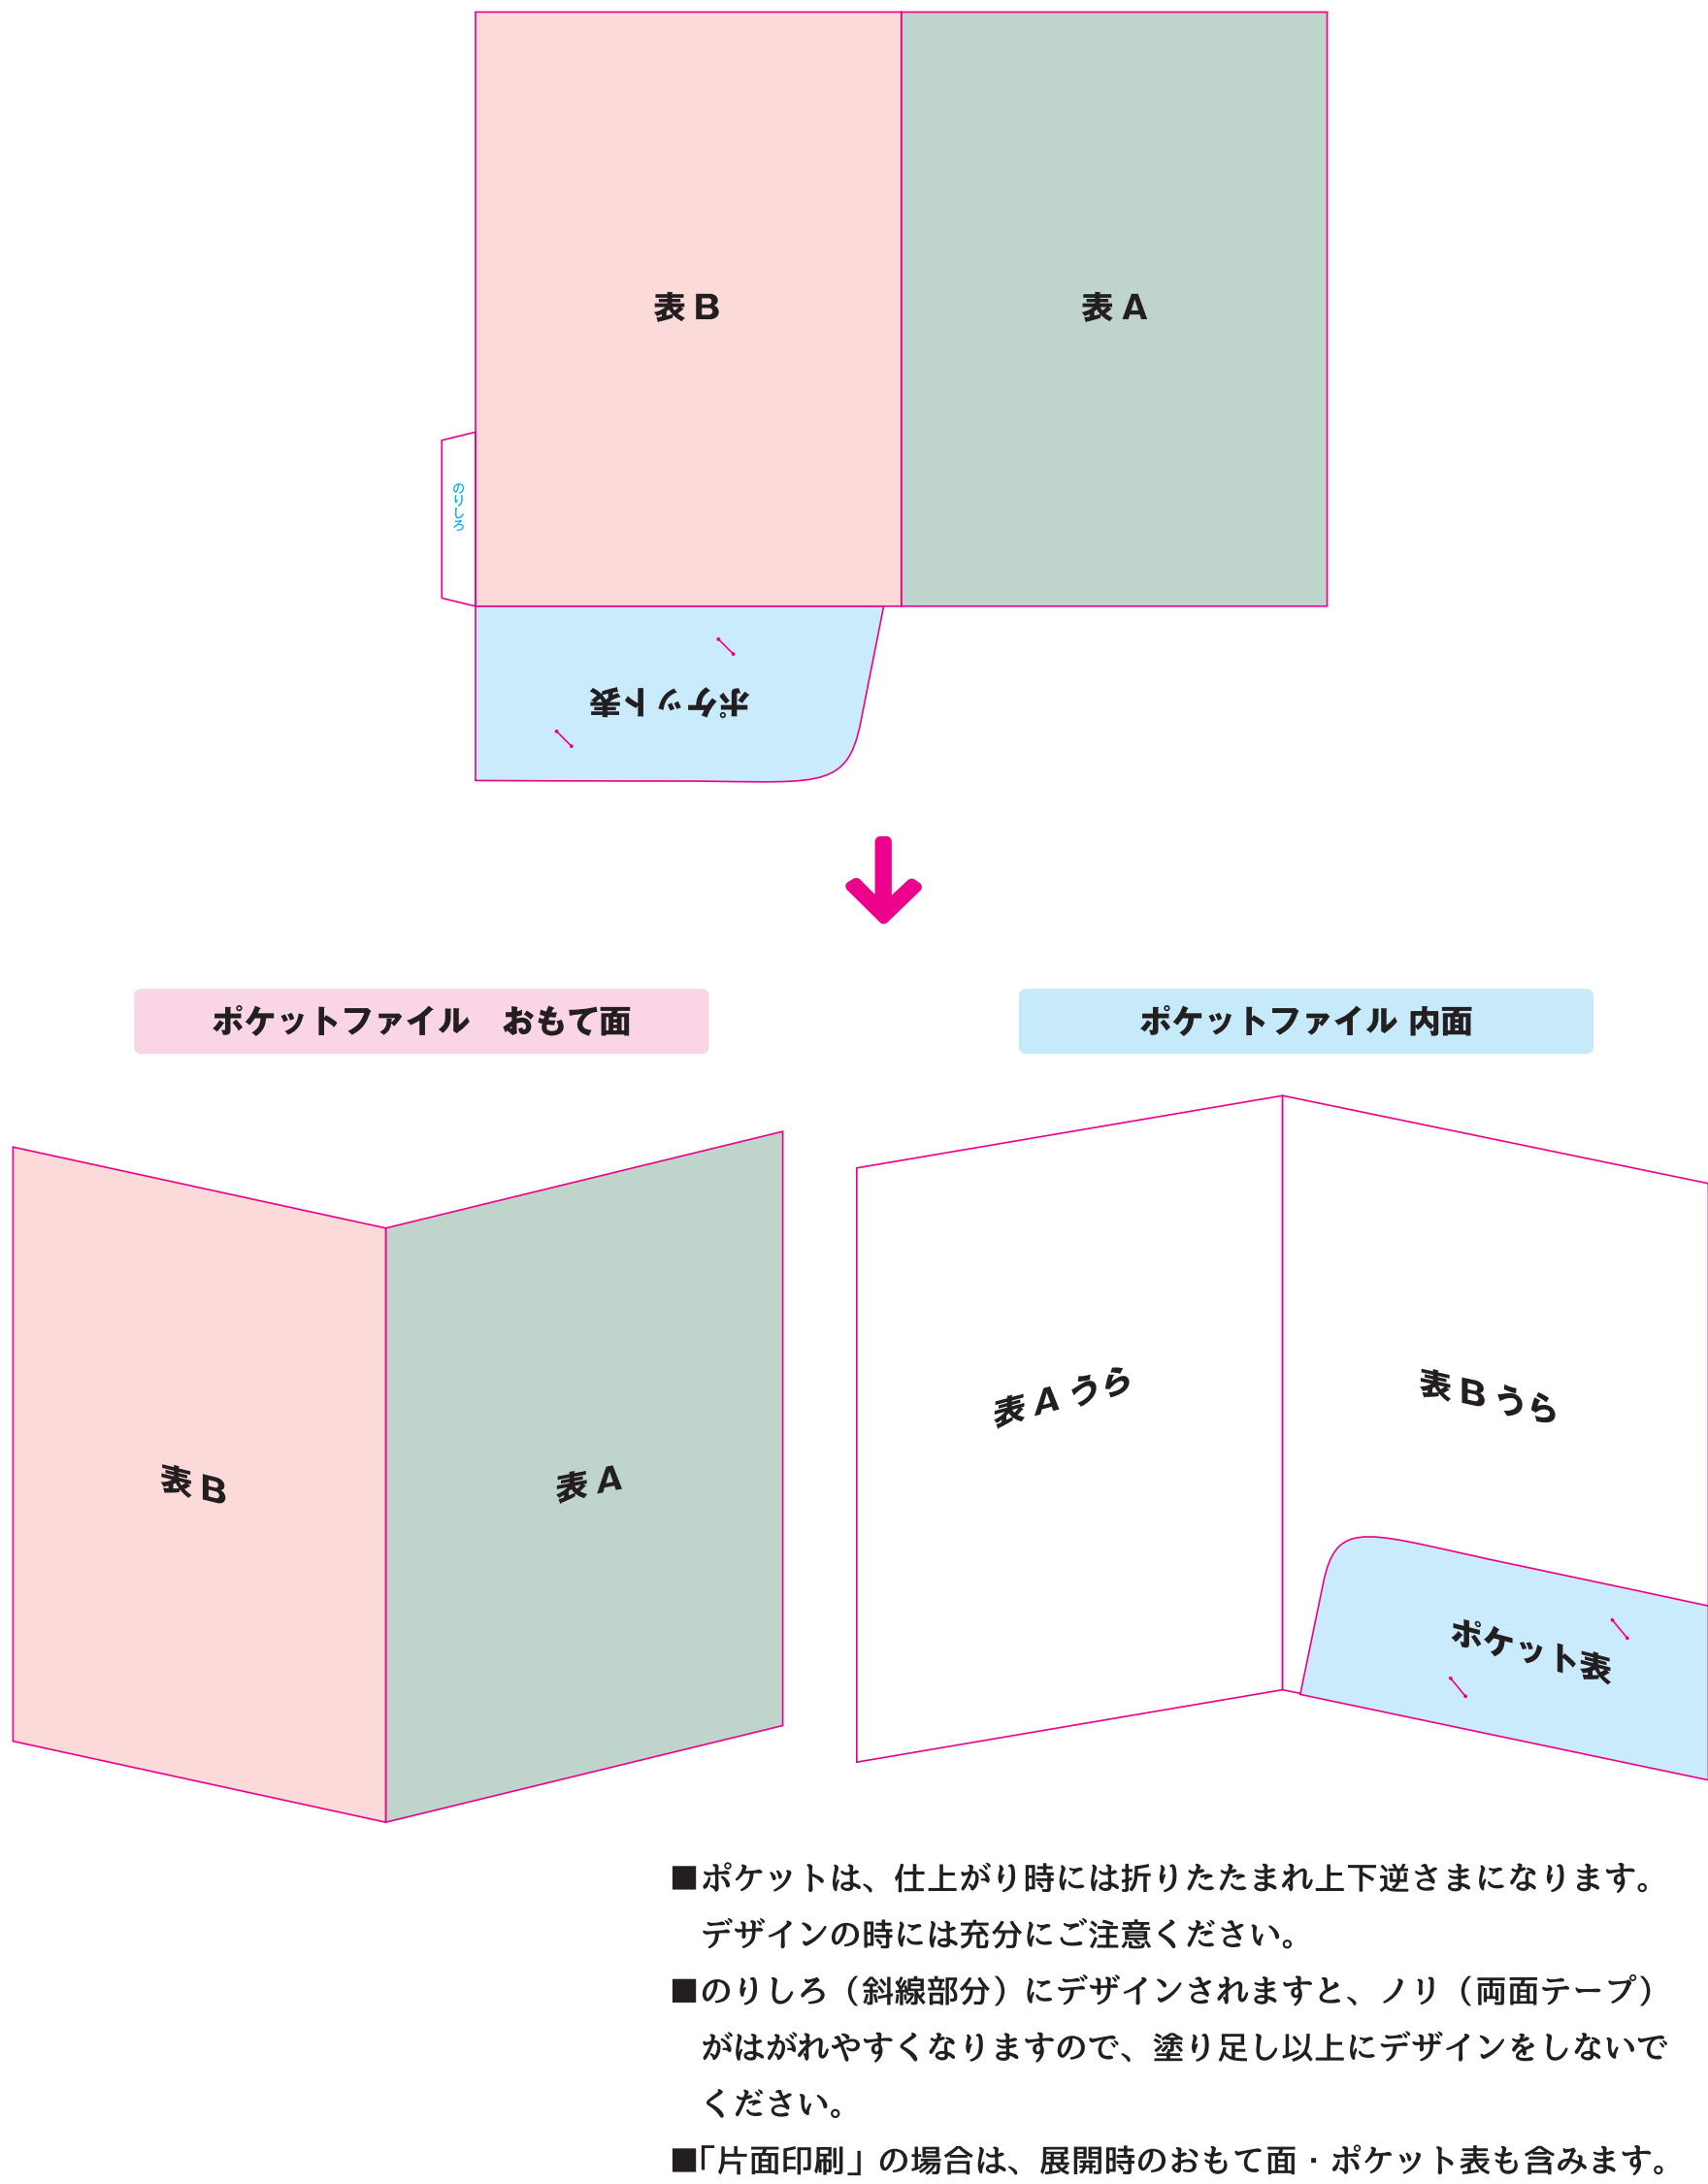 表 B
表 A
のりしろ
ポケット表
ポケットファイル　おもて面
ポケットファイル 内面
表 B
表 A
表 A うら
表 B うら
ポケット表
■ポケットは、仕上がり時には折りたたまれ上下逆さまになります。
デザインの時には充分にご注意ください。
■のりしろ（斜線部分）にデザインされますと、ノリ（両面テープ）
がはがれやすくなりますので、塗り足し以上にデザインをしないで
ください。
■「片面印刷」の場合は、展開時のおもて面・ポケット表も含みます。